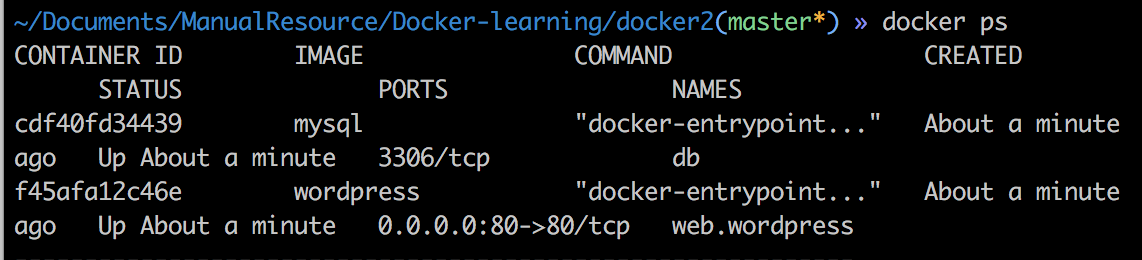 ~/Documents/ManualResource/Docker-learning/docker2(master*) » docker ps
CONTAINER ID IMAGE COMMAND CREATED
STATUS PORTS NAMES
cdf40fd34439 mysql "docker-entrypoint..." About a minute
ago Up About a minute 3306/tcp db
f45afa12c46e wordpress "docker-entrypoint..." About a minute
ago Up About a minute 0.0.0.0:80->80/tcp web.wordpress